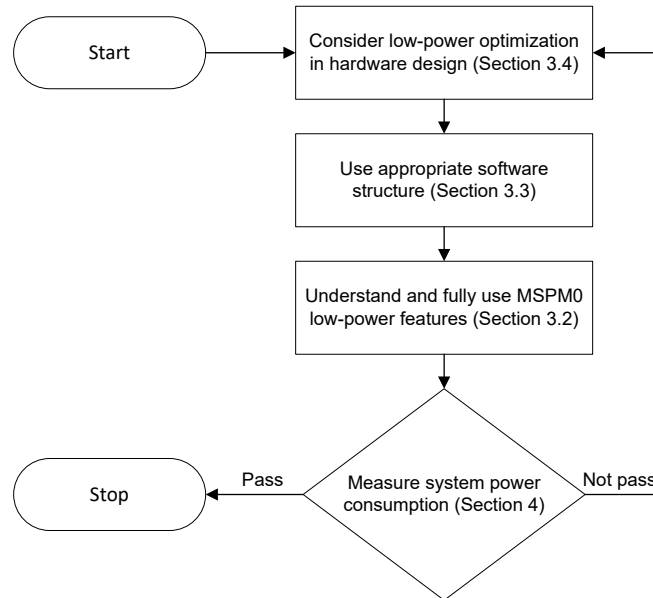 Start
Consider low-power optimization
in hardware design (Section 3.4)
Use appropriate software
structure (Section 3.3)
Understand and fully use MSPM0
low-power features (Section 3.2)
Measure system power
consumption (Section 4)
Pass
Not pass
Stop